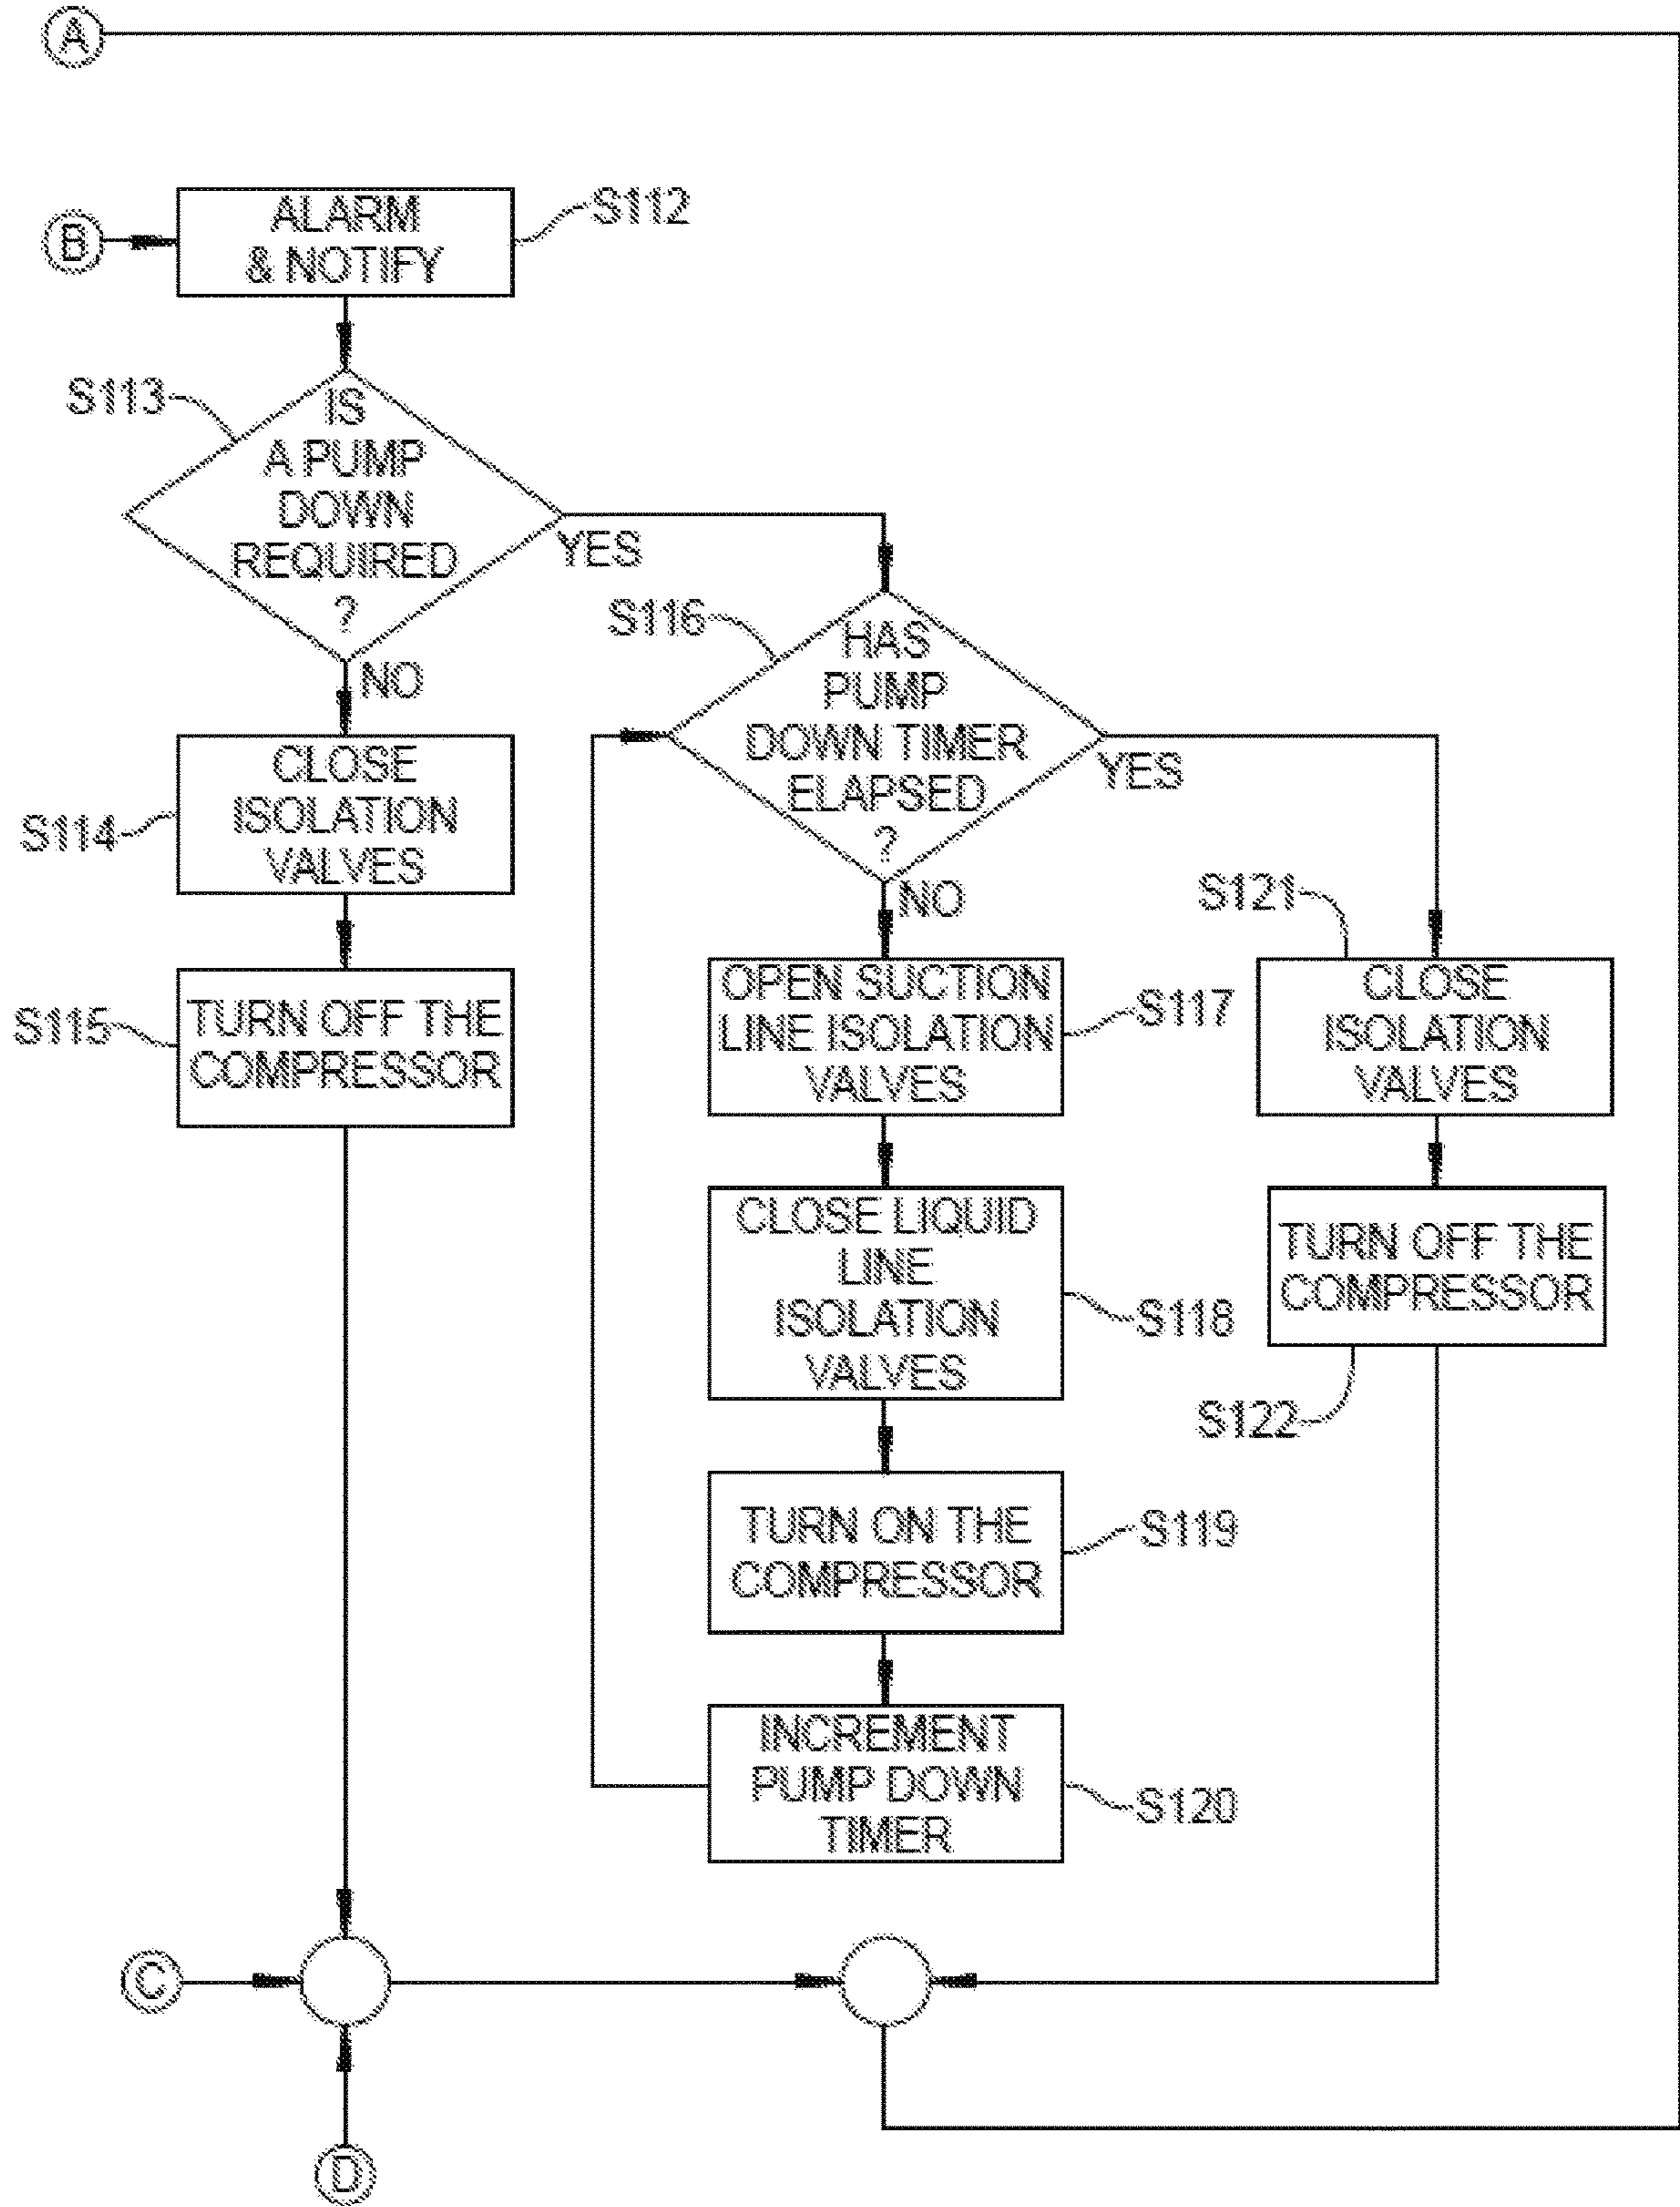 A
B
ALARM
& NOTIFY
S112
S113
IS
A PUMP
DOWN
REQUIRED
?
YES
NO
S114
CLOSE
ISOLATION
VALVES
S115
TURN OFF THE
COMPRESSOR
S116
HAS
PUMP
DOWN TIMER
ELAPSED
?
YES
NO
OPEN SUCTION
LINE ISOLATION
VALVES
S117
CLOSE LIQUID
LINE
ISOLATION
VALVES
S118
TURN ON THE
COMPRESSOR
S119
INCREMENT
PUMP DOWN
TIMER
S120
S121
CLOSE
ISOLATION
VALVES
TURN OFF THE
COMPRESSOR
S122
C
D